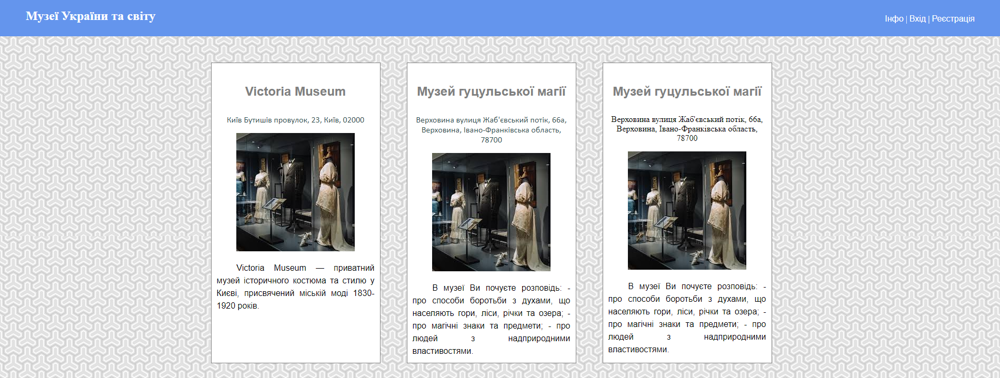 Музеї України та світу
Інфо | Вхід | Реєстрація
Victoria Museum
Київ Бутишів провулок, 23, Київ, 02000
Victoria Museum — приватний
музей історичного костюма та стилю у
Києві, присвячений міській моді 1830-
1920 років.
Музей гуцульської магії
Верховина вулиця Жаб'євський потік, 66а,
Верховина, Івано-Франківська область,
78700
В музеї Ви почуєте розповідь: -
про способи боротьби з духами, що
населяють гори, ліси, річки та озера; -
про магічні знаки та предмети; - про
людей з надприродними
властивостями.
Музей гуцульської магії
Верховина вулиця Жаб'євський потік, 66а,
Верховина, Івано-Франківська область,
78700
В музеї Ви почуєте розповідь: -
про способи боротьби з духами, що
населяють гори, ліси, річки та озера; -
про магічні знаки та предмети; - про
людей з надприродними
властивостями.